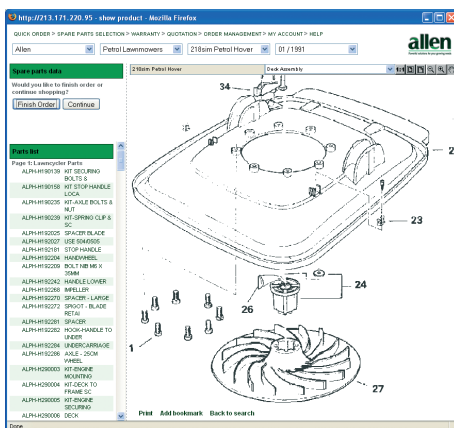 http://213.171.220.95 - show product - Mozilla Firefox
QUICK ORDER > SPARE PARTS SELECTION > WARRANTY > QUOTATION > ORDER MANAGEMENT > MY ACCOUNT > HELP
Allen
Petrol Lawnmowers
218sim Petrol Hover
01 / 1991
allen
Spare parts data
218sim Petrol Hover
Deck Assembly
1:1
Would you like to finish order or
continue shopping?
Finish Order
Continue
34
Parts list
Page 1: Lawncycler Parts
ALPH-H190139 KIT SECURING
BOLTS &
ALPH-H190158 KIT STOP HANDLE
LOCA
ALPH-H190235 KIT-AXLE BOLTS &
NUT
ALPH-H190239 KIT-SPRING CLIP &
SC
ALPH-H192025 SPACER BLADE
ALPH-H192027 USE 504/0505
ALPH-H192181 STOP HANDLE
ALPH-H192204 HANDWHEEL
ALPH-H192209 BOLT NIB M6 X
35MM
ALPH-H192242 HANDLE LOWER
ALPH-H192268 IMPELLER
ALPH-H192270 SPACER - LARGE
ALPH-H192272 SPIGOT - BLADE
RETAI
ALPH-H192281 SPACER
ALPH-H192282 HOOK-HANDLE TO
UNDER
ALPH-H192284 UNDERCARRIAGE
ALPH-H192286 AXLE - 25CM
WHEEL
ALPH-H290003 KIT-ENGINE
MOUNTING
ALPH-H290004 KIT-DECK TO
FRAME SC
ALPH-H290005 KIT-ENGINE
SECURING
ALPH-H290006 DECK
2
23
24
26
1
27
Print Add bookmark Back to search
Done